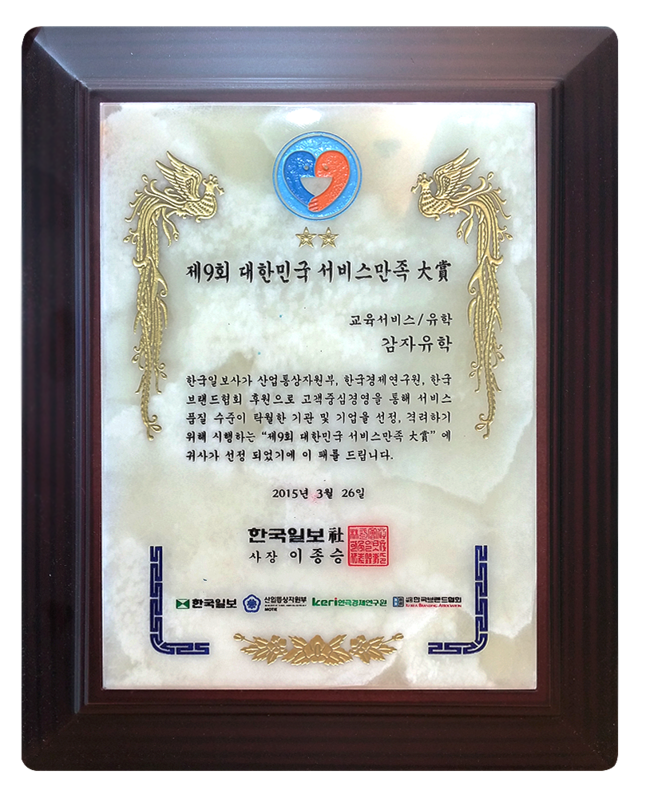 제9회 대한민국 서비스만족 大賞
교육서비스/유학
감자유학
한국일보사가 산업통상자원부, 한국경제연구원, 한국
브랜드협회 후원으로 고객중심경영을 통해 서비스
품질 수준이 탁월한 기관 및 기업을 선정, 격려하기
위해 시행하는 “제9회 대한민국 서비스만족 大賞” 에
귀사가 선정 되었기에 이 패를 드립니다.
2015년 3월 26일
한국일보社
사장 이종승
한국일보 산업통상자원부 keri한국경제연구원 한국브랜드협회
MOTIE KOREA BRANDING ASSOCIATION